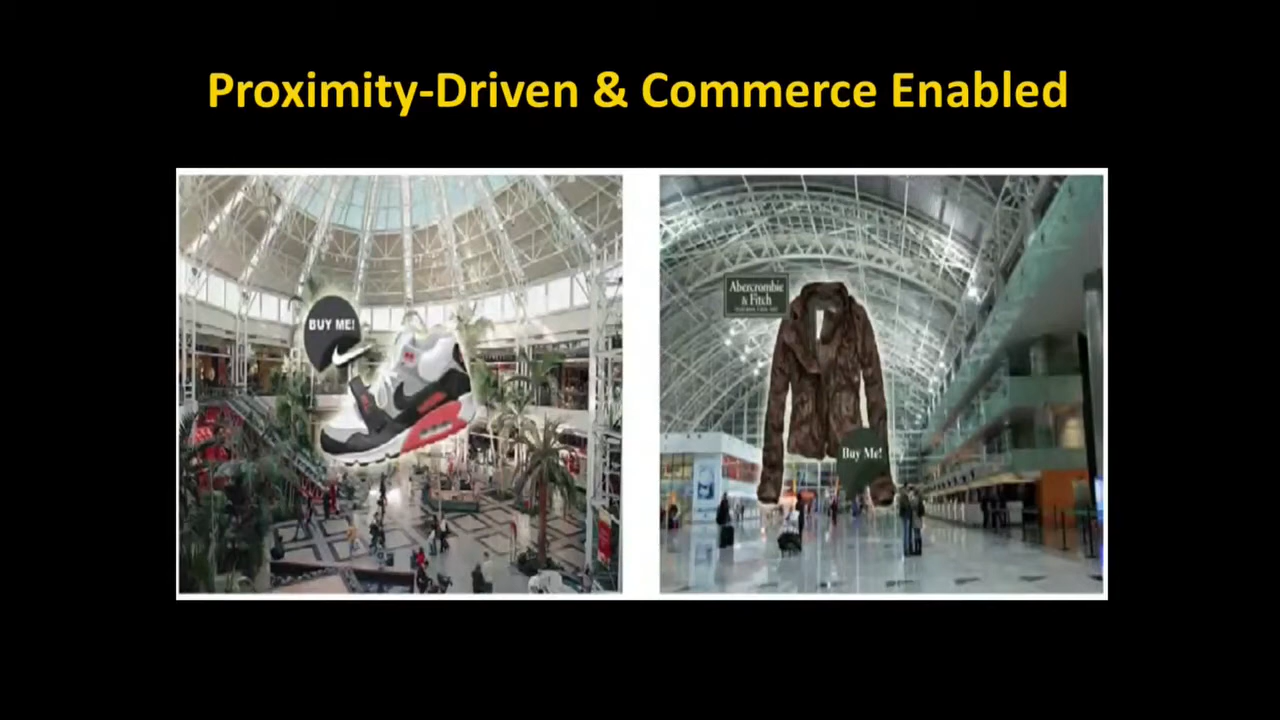 Proximity-Driven & Commerce Enabled
BUY ME!
Abercrombie
& Fitch
Buy Me!